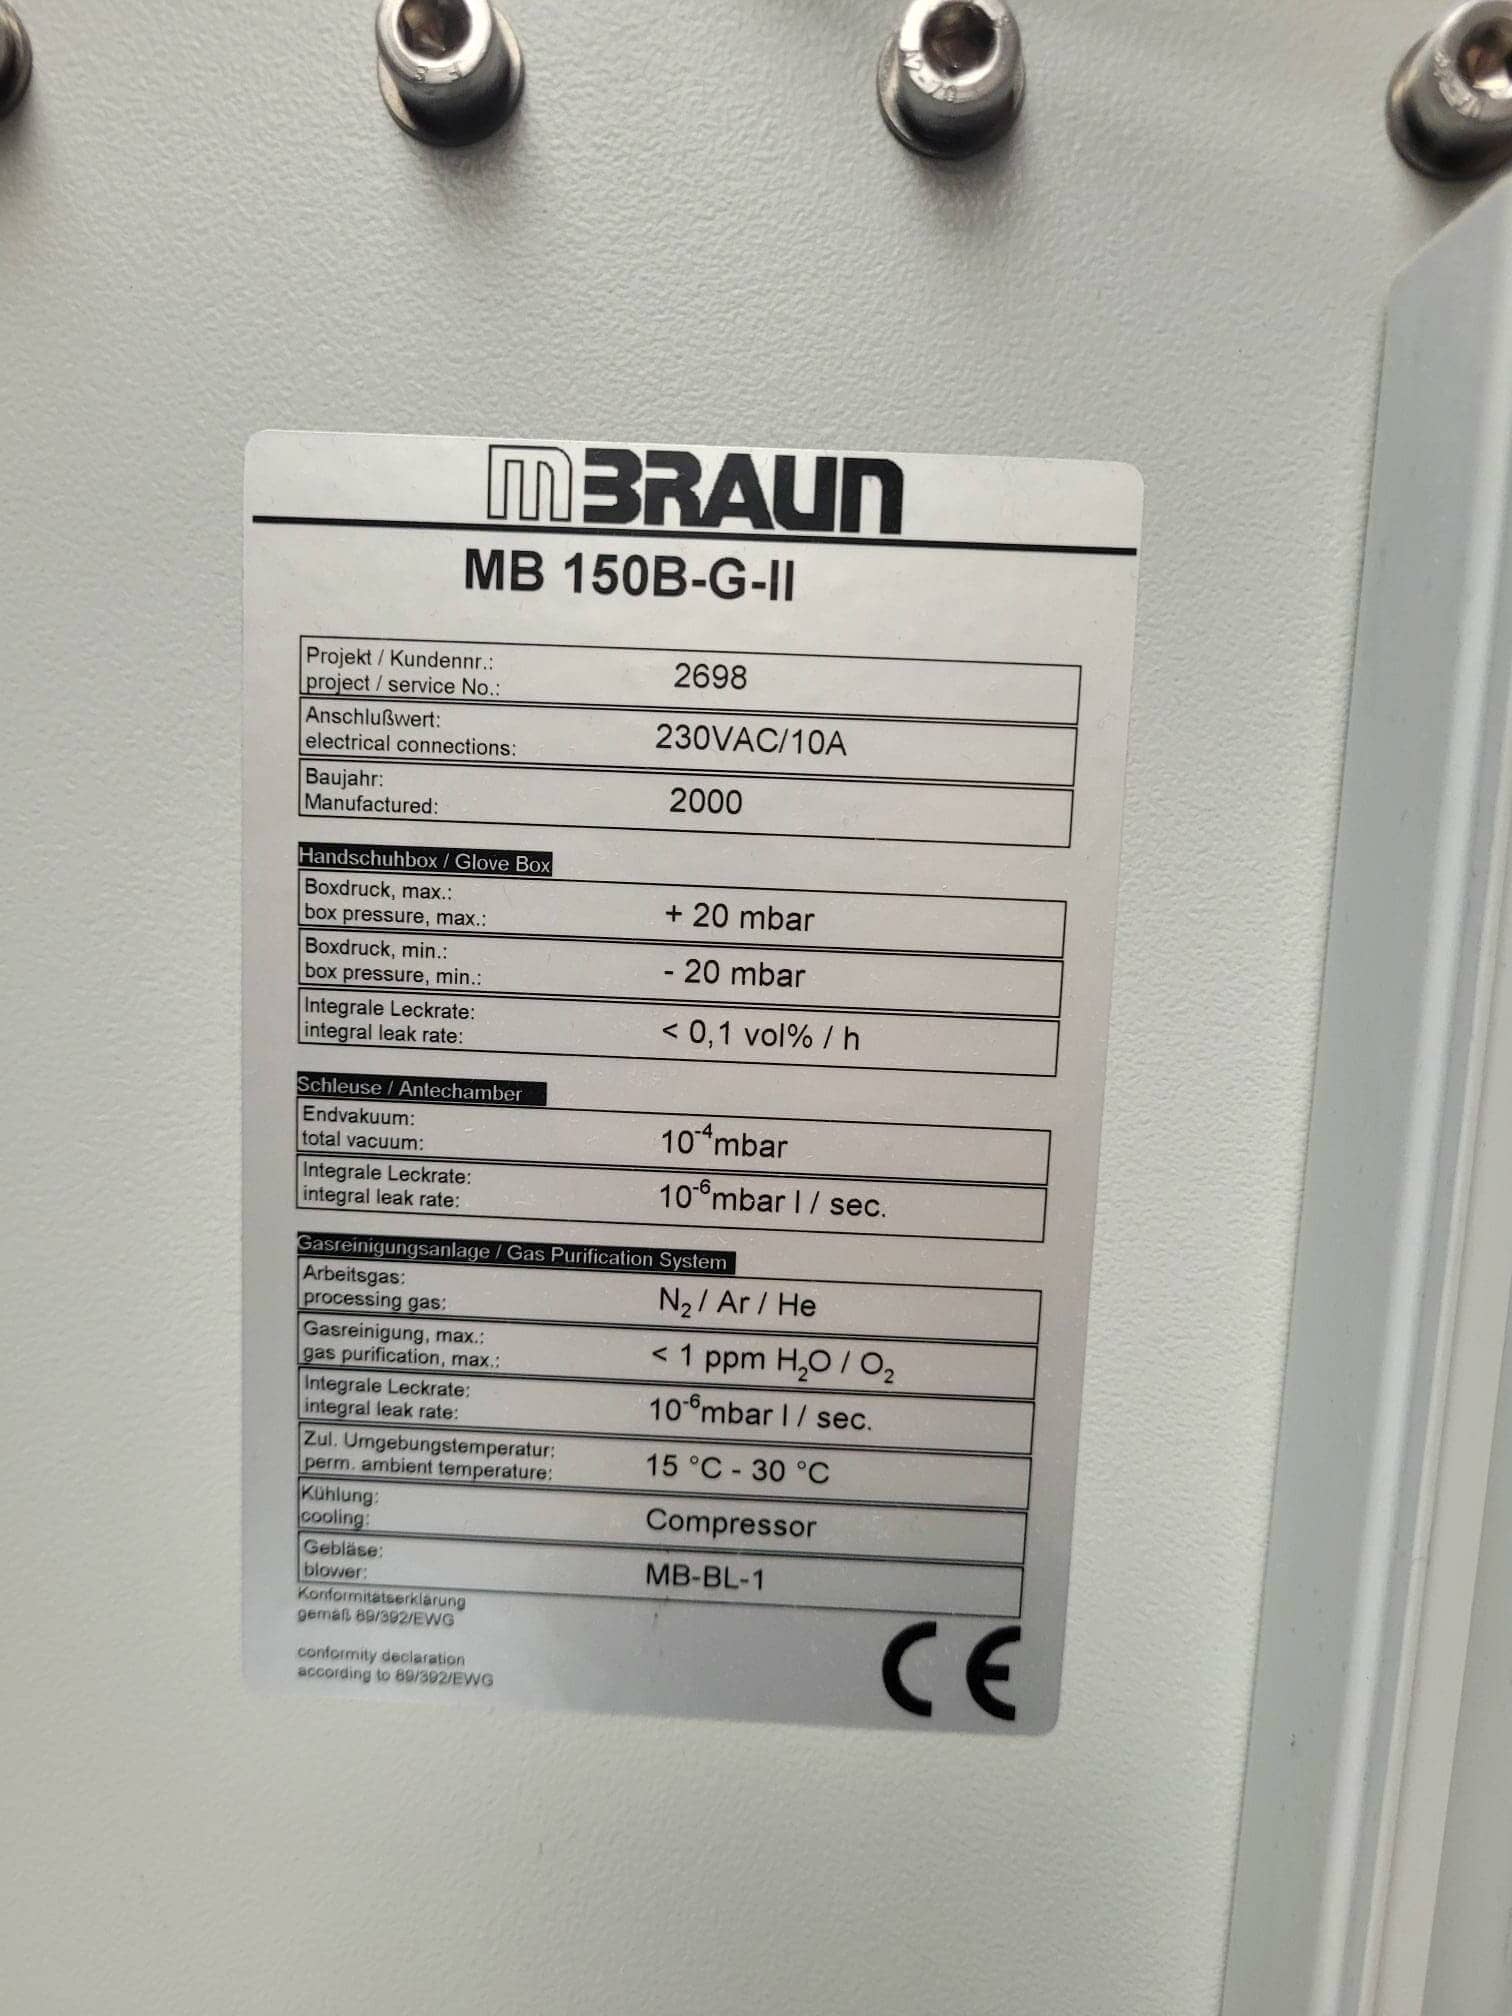 mBRAUN
MB 150B-G-II
Projekt / Kundennr.:
project / service No.: 2698
Anschlußwert:
electrical connections: 230VAC/10A
Baujahr:
Manufactured: 2000
Handschuhbox / Glove Box
Boxdruck, max.:
box pressure, max.: + 20 mbar
Boxdruck, min.:
box pressure, min.: - 20 mbar
Integrale Leckrate:
integral leak rate: < 0,1 vol% / h
Schleuse / Antechamber
Endvakuum:
total vacuum: 10⁻⁴mbar
Integrale Leckrate:
integral leak rate: 10⁻⁶mbar l / sec.
Gasreinigungsanlage / Gas Purification System
Arbeitsgas:
processing gas: N₂ / Ar / He
Gasreinigung, max.:
gas purification, max.: < 1 ppm H₂O / O₂
Integrale Leckrate:
integral leak rate: 10⁻⁶mbar l / sec.
Zul. Umgebungstemperatur:
perm. ambient temperature: 15 °C - 30 °C
Kühlung:
cooling: Compressor
Gebläse:
blower: MB-BL-1
Konformitätserklärung
gemäß 89/392/EWG
conformity declaration
according to 89/392/EWG
CE